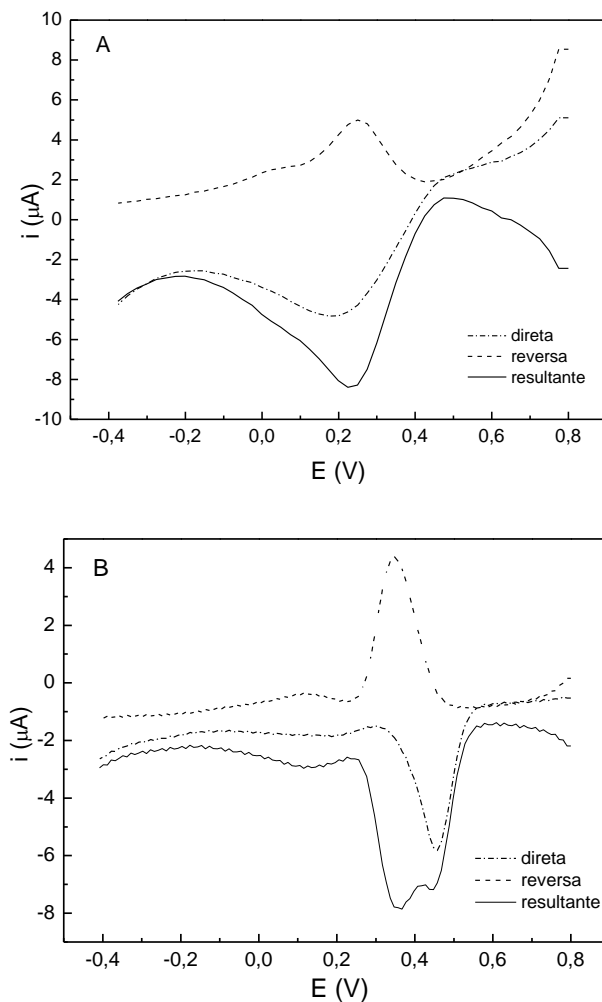 A
10
8
6
4
2
0
-2
-4
-6
-8
-10
i (μA)
direta
reversa
resultante
-0,4 -0,2 0,0 0,2 0,4 0,6 0,8
E (V)
B
4
2
0
-2
-4
-6
-8
i (μA)
direta
reversa
resultante
-0,4 -0,2 0,0 0,2 0,4 0,6 0,8
E (V)